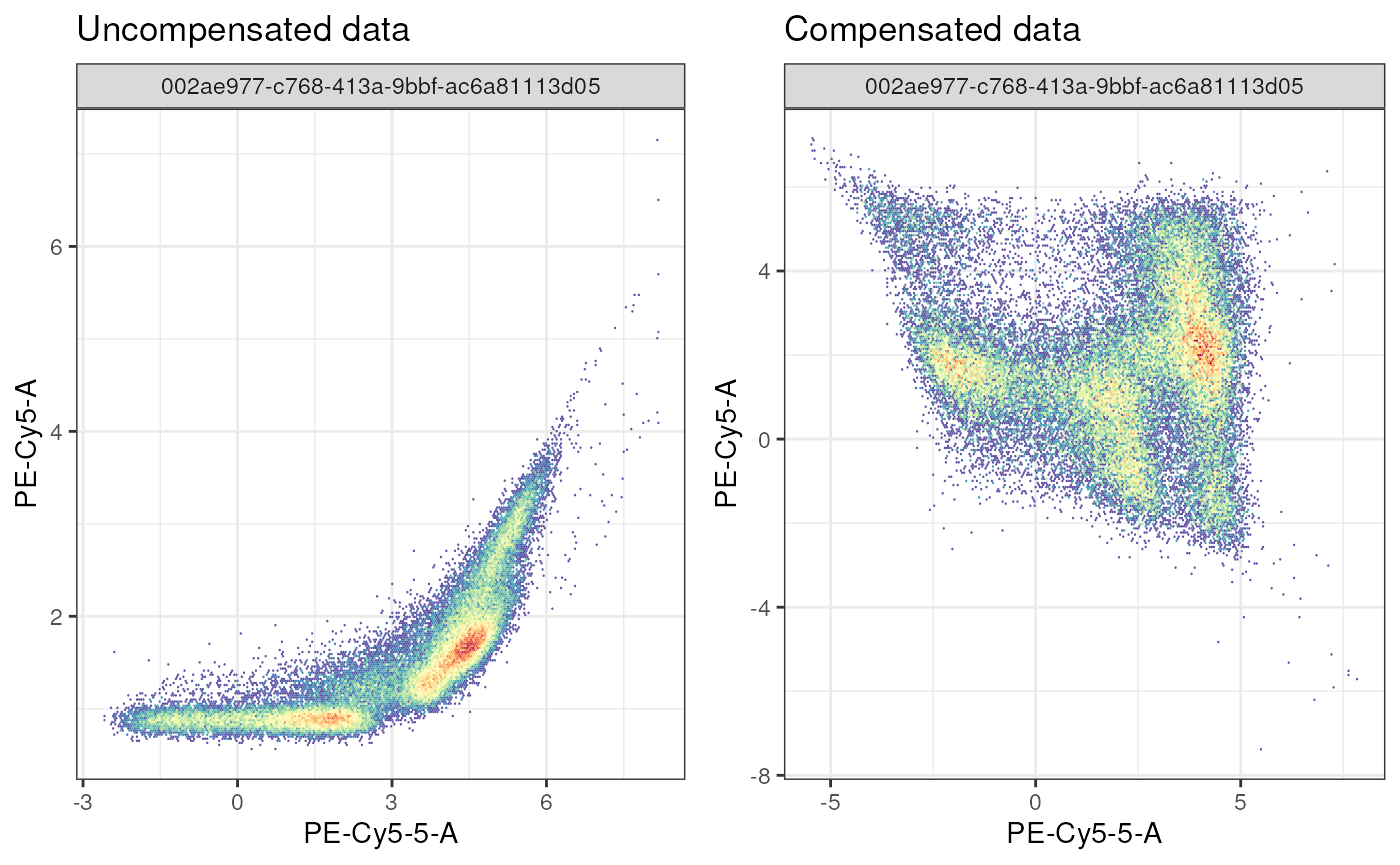 Uncompensated data
002ae977-c768-413a-9bbf-ac6a81113d05
PE-Cy5-A
6
4
2
-3 0 3 6
PE-Cy5-5-A
Compensated data
002ae977-c768-413a-9bbf-ac6a81113d05
PE-Cy5-A
4
0
-4
-8
-5 0 5
PE-Cy5-5-A